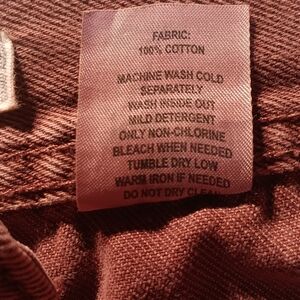 FABRIC:
100% COTTON
MACHINE WASH COLD
SEPARATELY
WASH INSIDE OUT
MILD DETERGENT
ONLY NON-CHLORINE
BLEACH WHEN NEEDED
TUMBLE DRY LOW
WARM IRON IF NEEDED
DO NOT DRY CLEAN